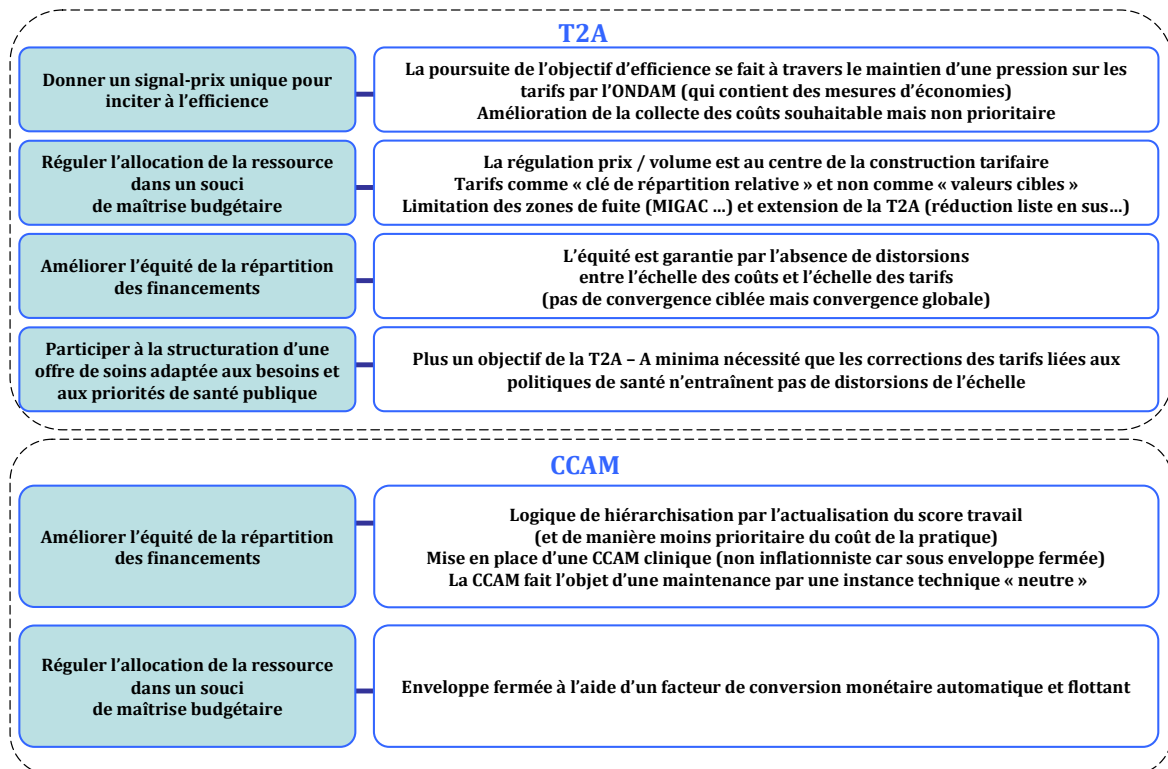 T2A
Donner un signal-prix unique pour
inciter à l'efficience
La poursuite de l'objectif d'efficience se fait à travers le maintien d'une pression sur les
tarifs par l'ONDAM (qui contient des mesures d'économies)
Amélioration de la collecte des coûts souhaitable mais non prioritaire
Réguler l'allocation de la ressource
dans un souci
de maîtrise budgétaire
La régulation prix / volume est au centre de la construction tarifaire
Tarifs comme « clé de répartition relative » et non comme « valeurs cibles »
Limitation des zones de fuite (MIGAC ...) et extension de la T2A (réduction liste en sus...)
Améliorer l'équité de la répartition
des financements
L'équité est garantie par l'absence de distorsions
entre l'échelle des coûts et l'échelle des tarifs
(pas de convergence ciblée mais convergence globale)
Participer à la structuration d'une
offre de soins adaptée aux besoins et
aux priorités de santé publique
Plus un objectif de la T2A – A minima nécessité que les corrections des tarifs liées aux
politiques de santé n'entraînent pas de distorsions de l'échelle
CCAM
Améliorer l'équité de la répartition
des financements
Logique de hiérarchisation par l'actualisation du score travail
(et de manière moins prioritaire du coût de la pratique)
Mise en place d'une CCAM clinique (non inflationniste car sous enveloppe fermée)
La CCAM fait l'objet d'une maintenance par une instance technique « neutre »
Réguler l'allocation de la ressource
dans un souci
de maîtrise budgétaire
Enveloppe fermée à l'aide d'un facteur de conversion monétaire automatique et flottant